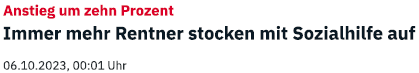 Anstieg um zehn Prozent
Immer mehr Rentner stocken mit Sozialhilfe auf
06.10.2023, 00:01 Uhr